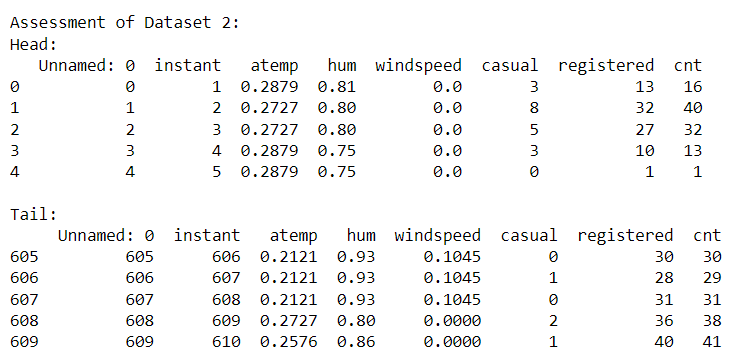 Assessment of Dataset 2:
Head:
   Unnamed: 0  instant   atemp   hum  windspeed  casual  registered  cnt
0           0        1  0.2879  0.81        0.0       3          13   16
1           1        2  0.2727  0.80        0.0       8          32   40
2           2        3  0.2727  0.80        0.0       5          27   32
3           3        4  0.2879  0.75        0.0       3          10   13
4           4        5  0.2879  0.75        0.0       0           1    1

Tail:
     Unnamed: 0  instant   atemp   hum  windspeed  casual  registered  cnt
605         605      606  0.2121  0.93     0.1045       0          30   30
606         606      607  0.2121  0.93     0.1045       1          28   29
607         607      608  0.2121  0.93     0.1045       0          31   31
608         608      609  0.2727  0.80     0.0000       2          36   38
609         609      610  0.2576  0.86     0.0000       1          40   41